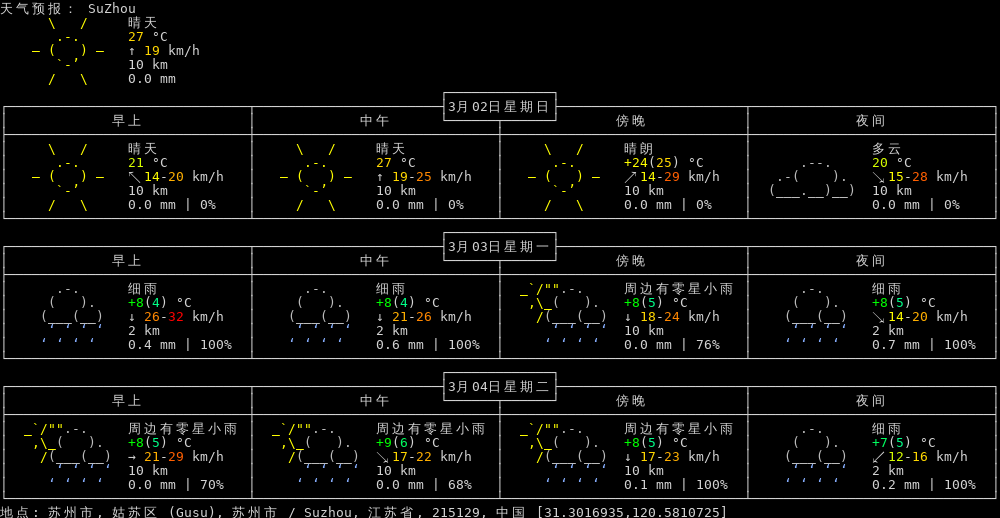 天气预报： SuZhou
晴天
27 °C
↑ 19 km/h
10 km
0.0 mm
3月02日星期日
早上 中午 傍晚 夜间
晴天 晴天 晴朗 多云
21 °C 27 °C +24(25) °C 20 °C
↖ 14-20 km/h ↑ 19-25 km/h ↗ 14-29 km/h ↘ 15-28 km/h
10 km 10 km 10 km 10 km
0.0 mm | 0% 0.0 mm | 0% 0.0 mm | 0% 0.0 mm | 0%
3月03日星期一
早上 中午 傍晚 夜间
细雨 细雨 周边有零星小雨 细雨
+8(4) °C +8(4) °C +8(5) °C +8(5) °C
↓ 26-32 km/h ↓ 21-26 km/h ↓ 18-24 km/h ↘ 14-20 km/h
2 km 2 km 10 km 2 km
0.4 mm | 100% 0.6 mm | 100% 0.0 mm | 76% 0.7 mm | 100%
3月04日星期二
早上 中午 傍晚 夜间
周边有零星小雨 周边有零星小雨 周边有零星小雨 细雨
+8(5) °C +9(6) °C +8(5) °C +7(5) °C
→ 21-29 km/h ↘ 17-22 km/h ↓ 17-23 km/h ↙ 12-16 km/h
10 km 10 km 10 km 2 km
0.0 mm | 70% 0.0 mm | 68% 0.1 mm | 100% 0.2 mm | 100%
地点: 苏州市, 姑苏区 (Gusu), 苏州市 / Suzhou, 江苏省, 215129, 中国 [31.3016935,120.5810725]